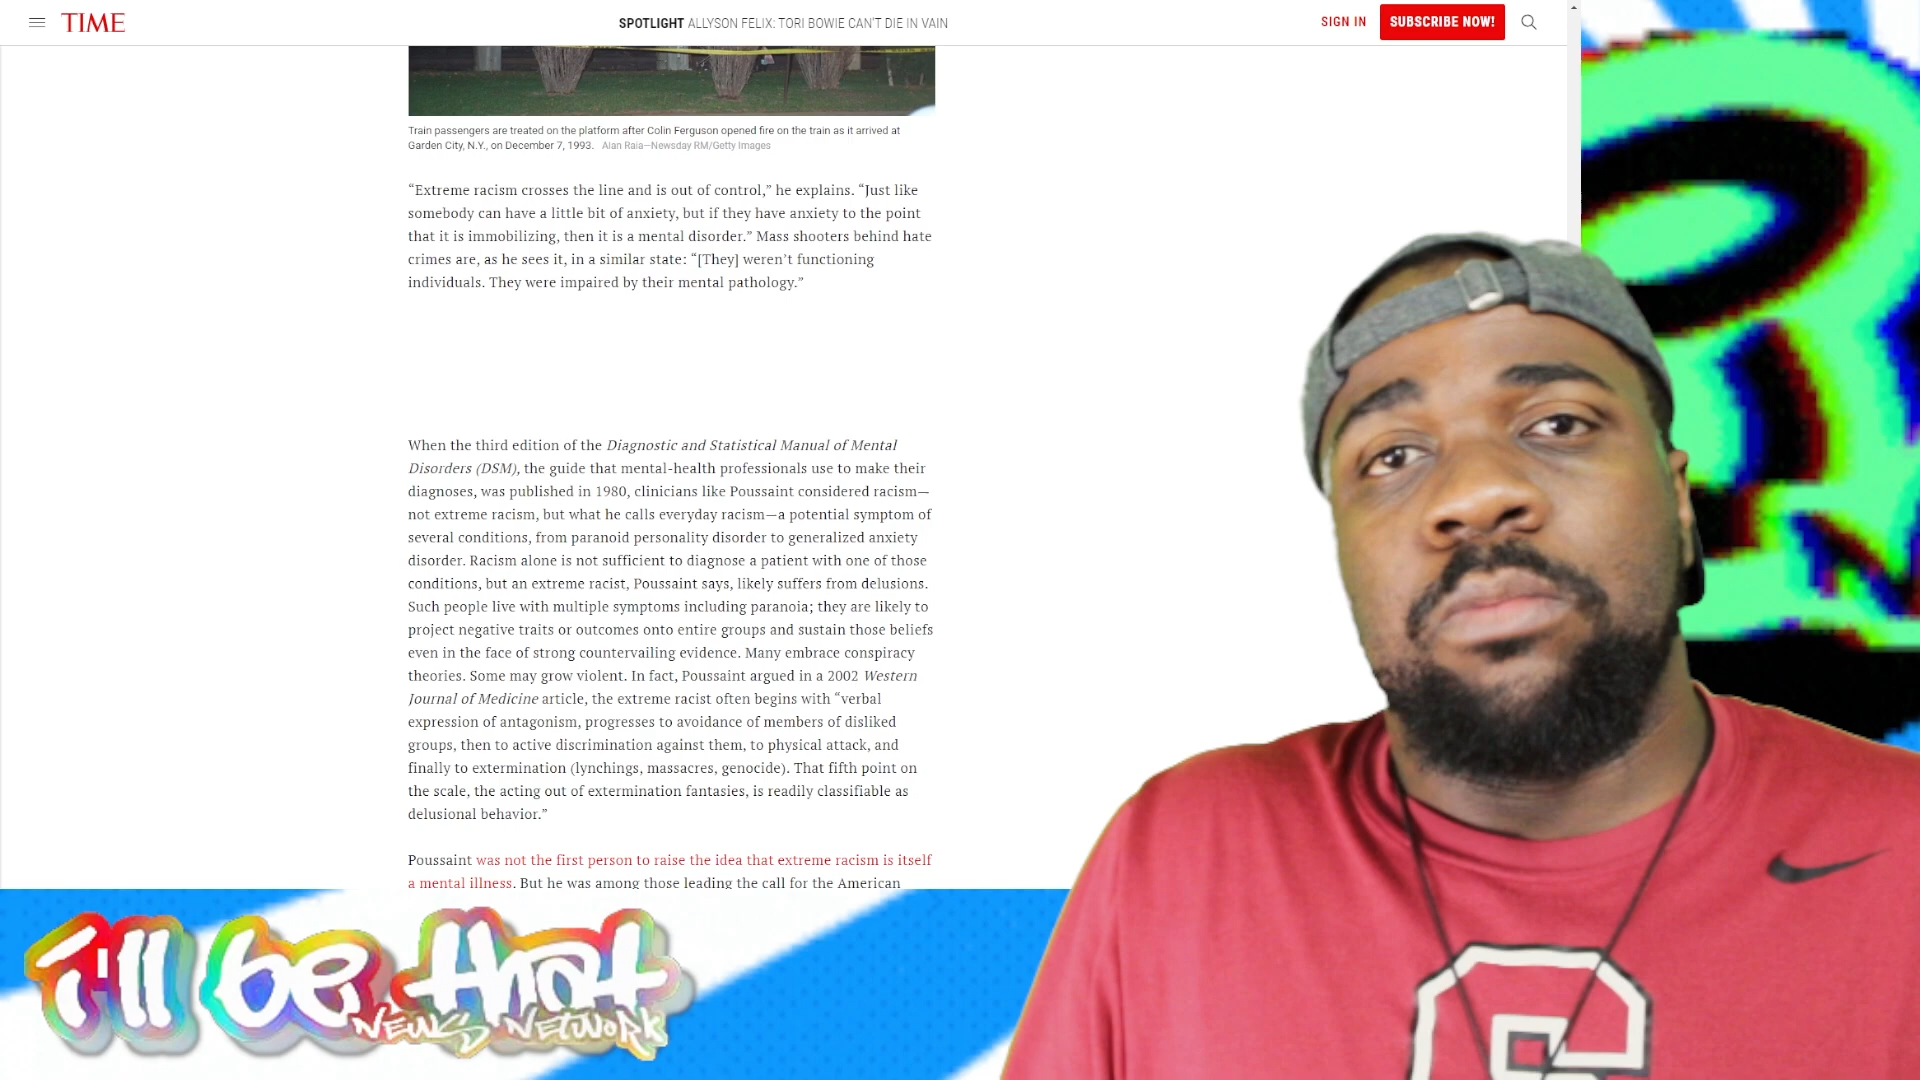 TIME
SPOTLIGHT ALLYSON FELIX: TORI BOWIE CAN'T DIE IN VAIN
SIGN IN
SUBSCRIBE NOW!
Train passengers are treated on the platform after Colin Ferguson opened fire on the train as it arrived at
Garden City, N.Y., on December 7, 1993. Alan Raia—Newsday RM/Getty Images
“Extreme racism crosses the line and is out of control,” he explains. “Just like
somebody can have a little bit of anxiety, but if they have anxiety to the point
that it is immobilizing, then it is a mental disorder.” Mass shooters behind hate
crimes are, as he sees it, in a similar state: “[They] weren’t functioning
individuals. They were impaired by their mental pathology.”
When the third edition of the Diagnostic and Statistical Manual of Mental
Disorders (DSM), the guide that mental-health professionals use to make their
diagnoses, was published in 1980, clinicians like Poussaint considered racism—
not extreme racism, but what he calls everyday racism—a potential symptom of
several conditions, from paranoid personality disorder to generalized anxiety
disorder. Racism alone is not sufficient to diagnose a patient with one of those
conditions, but an extreme racist, Poussaint says, likely suffers from delusions.
Such people live with multiple symptoms including paranoia; they are likely to
project negative traits or outcomes onto entire groups and sustain those beliefs
even in the face of strong countervailing evidence. Many embrace conspiracy
theories. Some may grow violent. In fact, Poussaint argued in a 2002 Western
Journal of Medicine article, the extreme racist often begins with “verbal
expression of antagonism, progresses to avoidance of members of disliked
groups, then to active discrimination against them, to physical attack, and
finally to extermination (lynchings, massacres, genocide). That fifth point on
the scale, the acting out of extermination fantasies, is readily classifiable as
delusional behavior.”
Poussaint was not the first person to raise the idea that extreme racism is itself
a mental illness. But he was among those leading the call for the American
i'll be that
NEWS NETWORK